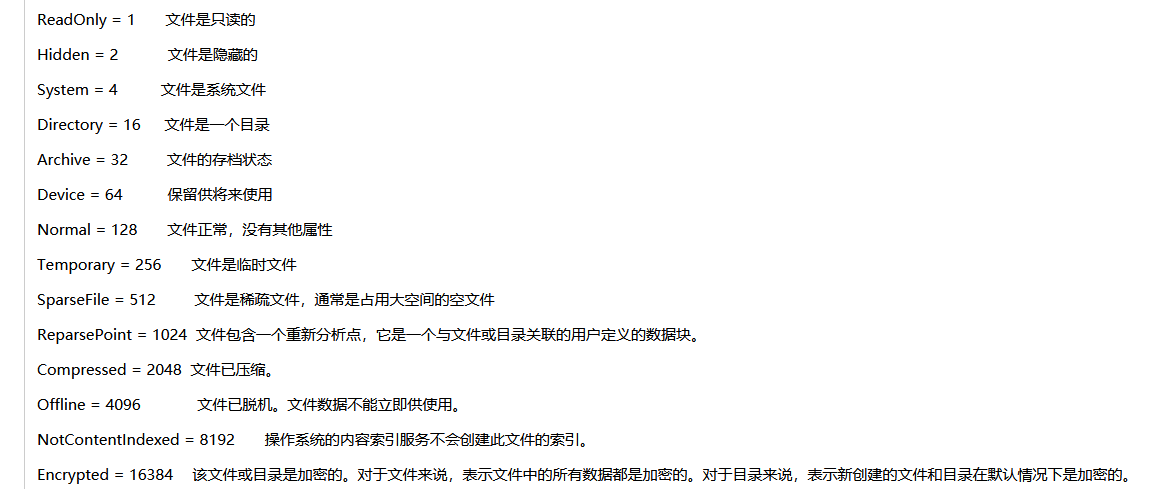 ReadOnly = 1 文件是只读的
Hidden = 2 文件是隐藏的
System = 4 文件是系统文件
Directory = 16 文件是一个目录
Archive = 32 文件的存档状态
Device = 64 保留供将来使用
Normal = 128 文件正常，没有其他属性
Temporary = 256 文件是临时文件
SparseFile = 512 文件是稀疏文件，通常是占用大空间的空文件
ReparsePoint = 1024 文件包含一个重新分析点，它是一个与文件或目录关联的用户定义的数据块。
Compressed = 2048 文件已压缩。
Offline = 4096 文件已脱机。文件数据不能立即供使用。
NotContentIndexed = 8192 操作系统的内容索引服务不会创建此文件的索引。
Encrypted = 16384 该文件或目录是加密的。对于文件来说，表示文件中的所有数据都是加密的。对于目录来说，表示新创建的文件和目录在默认情况下是加密的。